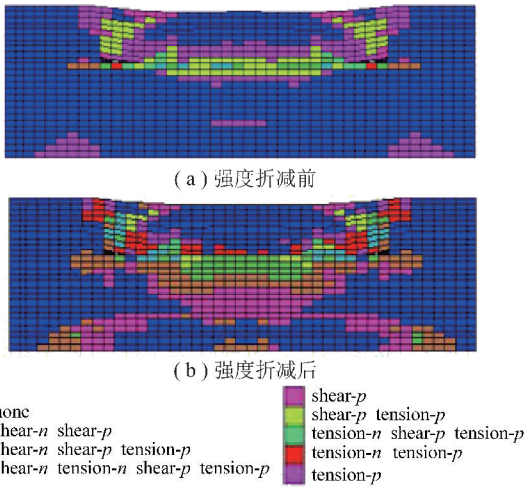 ( a ) 强度折减前
( b ) 强度折减后
none
hear-n shear-p
hear-n shear-p tension-p
hear-n tension-n shear-p tension-p
shear-p
shear-p tension-p
tension-n shear-p tension-p
tension-n tension-p
tension-p